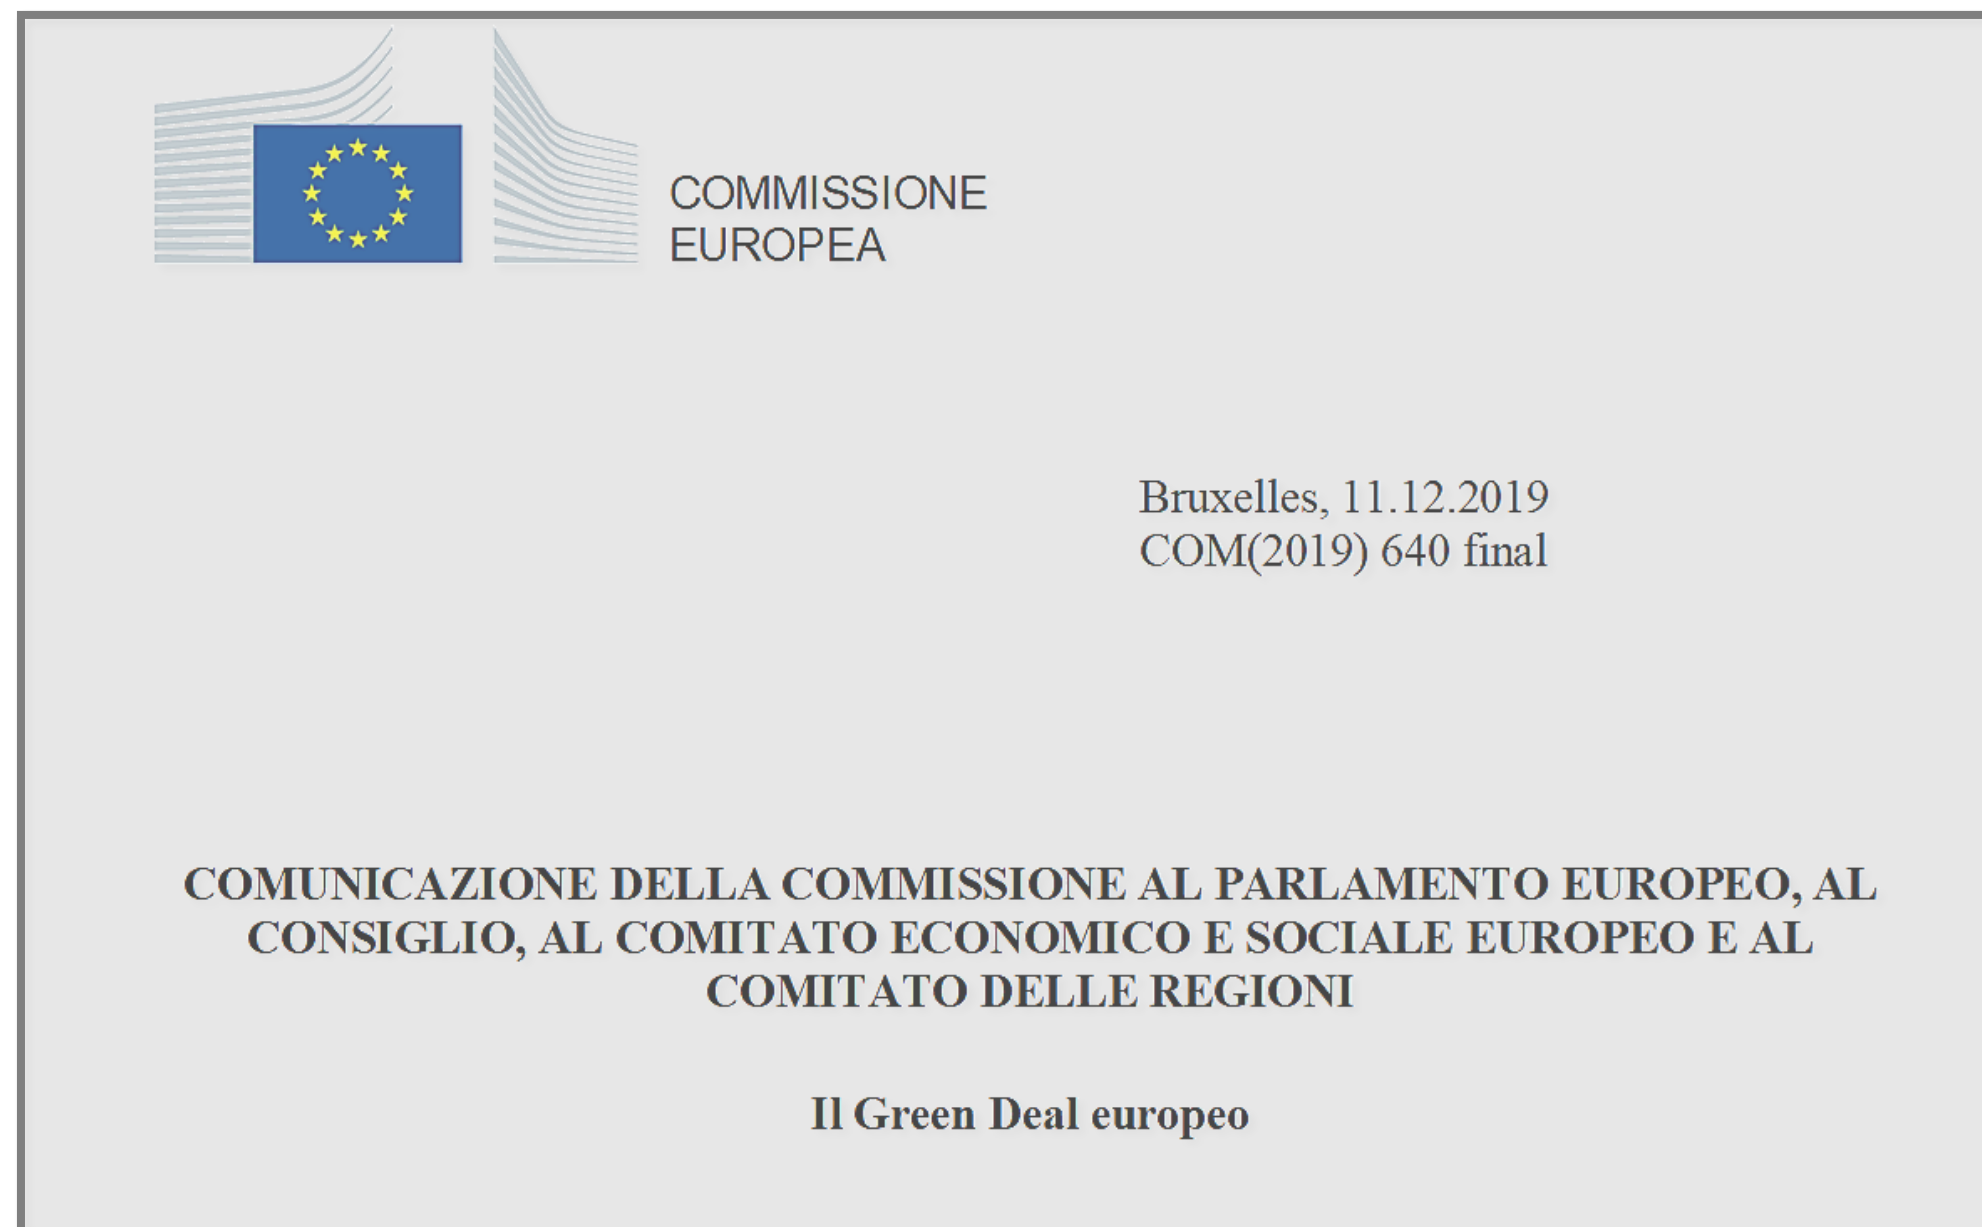 COMMISSIONE
EUROPEA
Bruxelles, 11.12.2019
COM(2019) 640 final
COMUNICAZIONE DELLA COMMISSIONE AL PARLAMENTO EUROPEO, AL
CONSIGLIO, AL COMITATO ECONOMICO E SOCIALE EUROPEO E AL
COMITATO DELLE REGIONI
Il Green Deal europeo